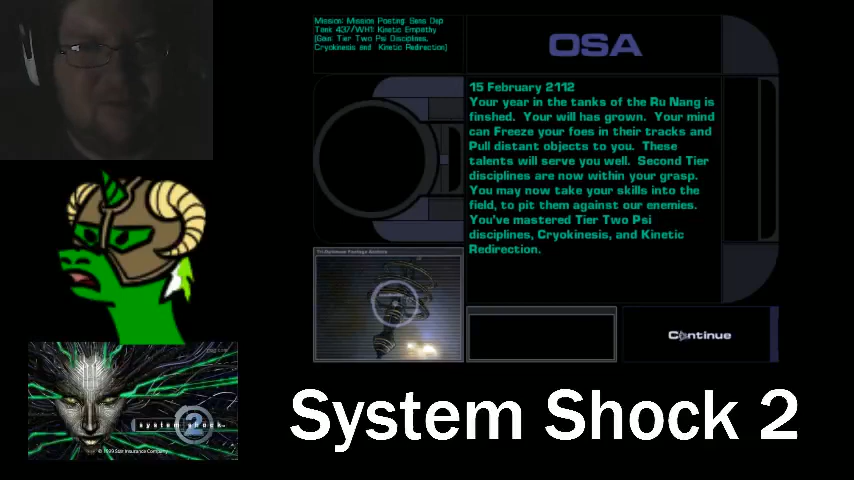 Mission: Mission Posting: Sens Dep
Tank 437/WH1: Kinetic Empathy
(Gain: Tier Two Psi Disciplines,
Cryokinesis and Kinetic Redirection)
OSA
15 February 2112
Your year in the tanks of the Ru Nang is
finshed. Your will has grown. Your mind
can Freeze your foes in their tracks and
Pull distant objects to you. These
talents will serve you well. Second Tier
disciplines are now within your grasp.
You may now take your skills into the
field, to pit them against our enemies.
You've mastered Tier Two Psi
disciplines, Cryokinesis, and Kinetic
Redirection.
Continue
system shock
2
System Shock 2